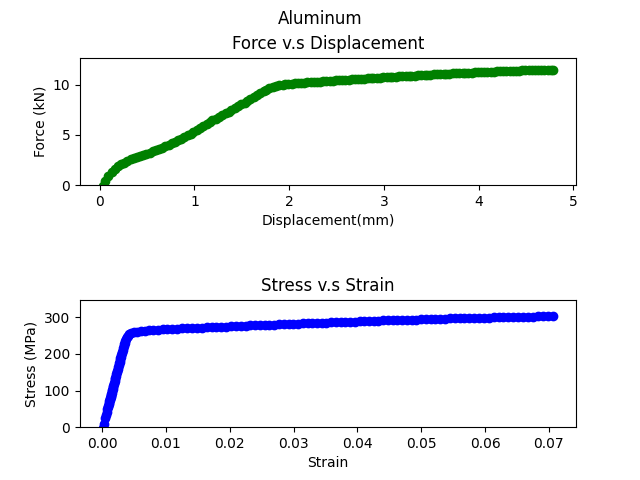 Aluminum
Force v.s Displacement
Force (kN)
10
5
0
0 1 2 3 4 5
Displacement(mm)
Stress v.s Strain
Stress (MPa)
300
200
100
0
0.00 0.01 0.02 0.03 0.04 0.05 0.06 0.07
Strain